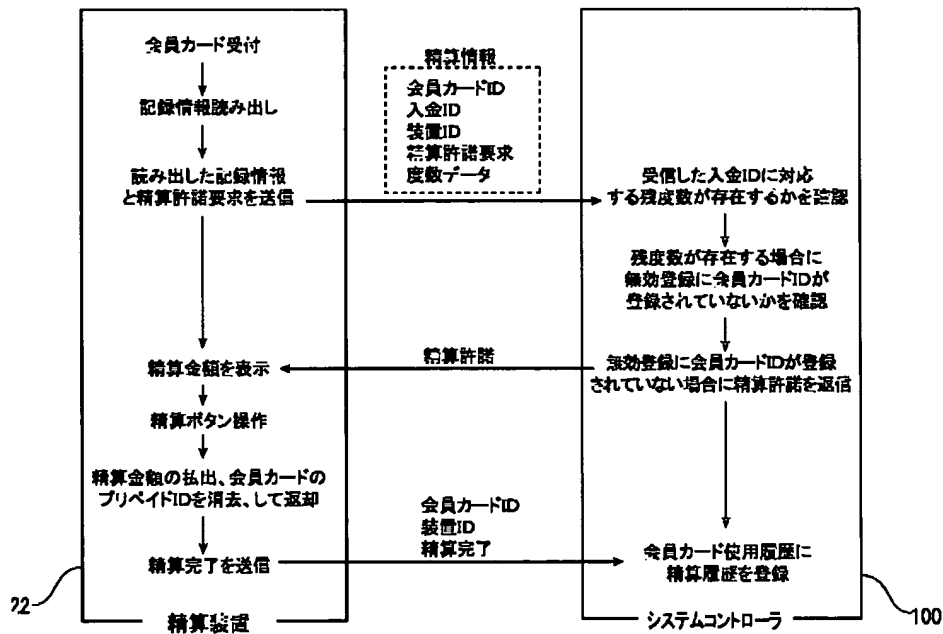 会員カード受付
記録情報読み出し
読み出した記録情報
と精算許諾要求を送信
精算情報
会員カードID
入金ID
装置ID
精算許諾要求
度数データ
受信した入金IDに対応
する残度数が存在するかを確認
残度数が存在する場合に
無効登録に会員カードIDが
登録されていないかを確認
無効登録に会員カードIDが登録
されていない場合に精算許諾を返信
精算許諾
精算金額を表示
精算ボタン操作
精算金額の払出、会員カードの
プリペイドIDを消去、して返却
精算完了を送信
会員カードID
装置ID
精算完了
会員カード使用履歴に
精算履歴を登録
22
精算装置
システムコントローラ
100